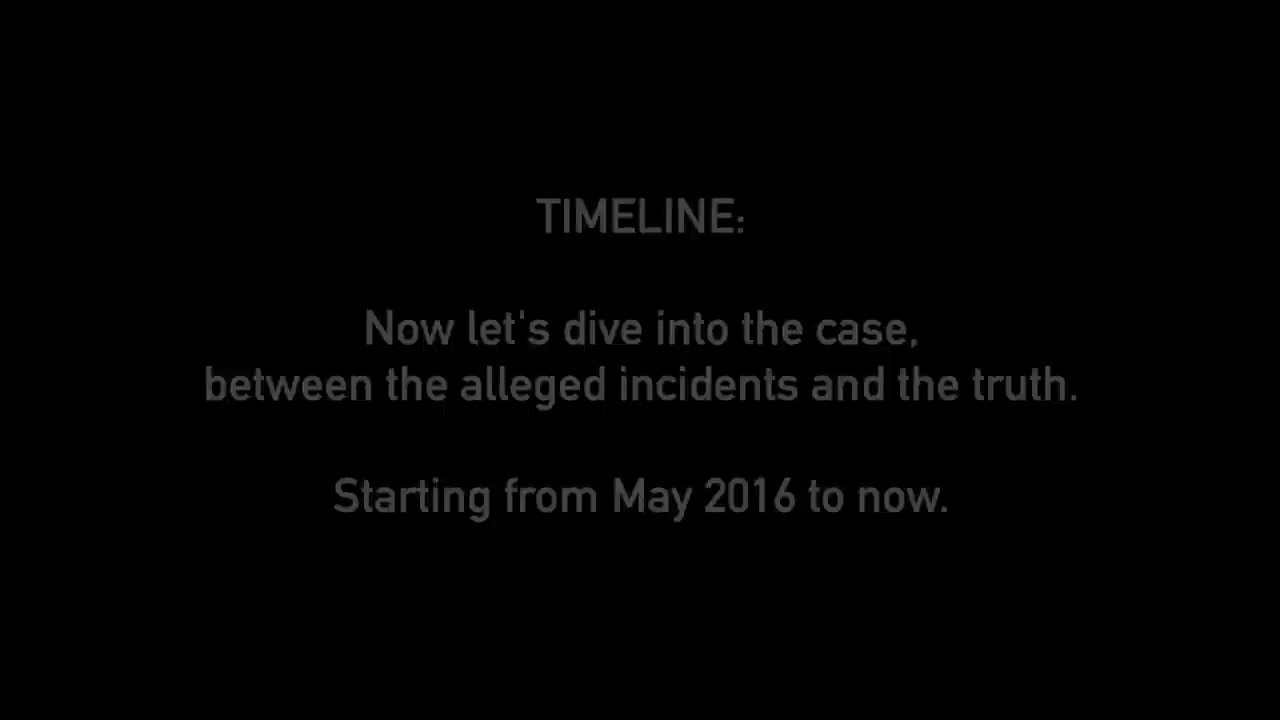 TIMELINE:
Now let's dive into the case,
between the alleged incidents and the truth.
Starting from May 2016 to now.